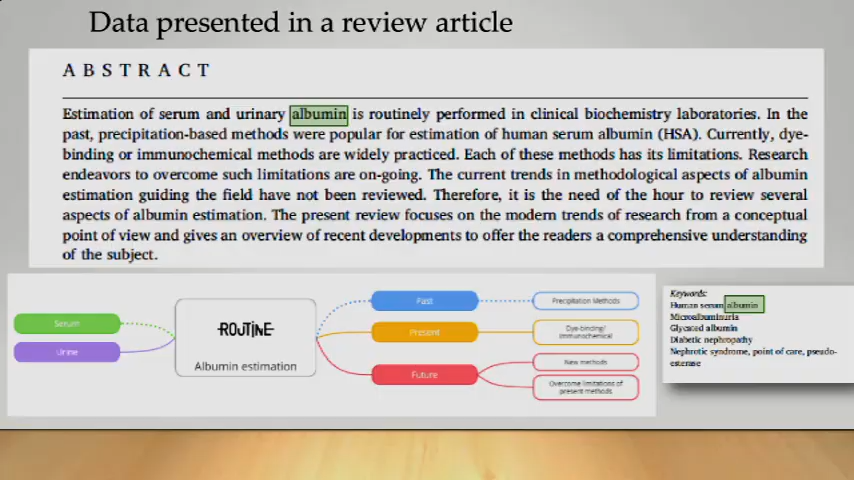 Data presented in a review article
A B S T R A C T
Estimation of serum and urinary albumin is routinely performed in clinical biochemistry laboratories. In the
past, precipitation-based methods were popular for estimation of human serum albumin (HSA). Currently, dye-
binding or immunochemical methods are widely practiced. Each of these methods has its limitations. Research
endeavors to overcome such limitations are on-going. The current trends in methodological aspects of albumin
estimation guiding the field have not been reviewed. Therefore, it is the need of the hour to review several
aspects of albumin estimation. The present review focuses on the modern trends of research from a conceptual
point of view and gives an overview of recent developments to offer the readers a comprehensive understanding
of the subject.
Serum
Urine
ROUTINE
Albumin estimation
Past
Present
Future
Precipitation Methods
Dye-binding/
immunochemical
New methods
Overcome limitations of
present methods
Keywords:
Human serum albumin
Microalbuminuria
Glycated albumin
Diabetic nephropathy
Nephrotic syndrome, point of care, pseudo-
esterase